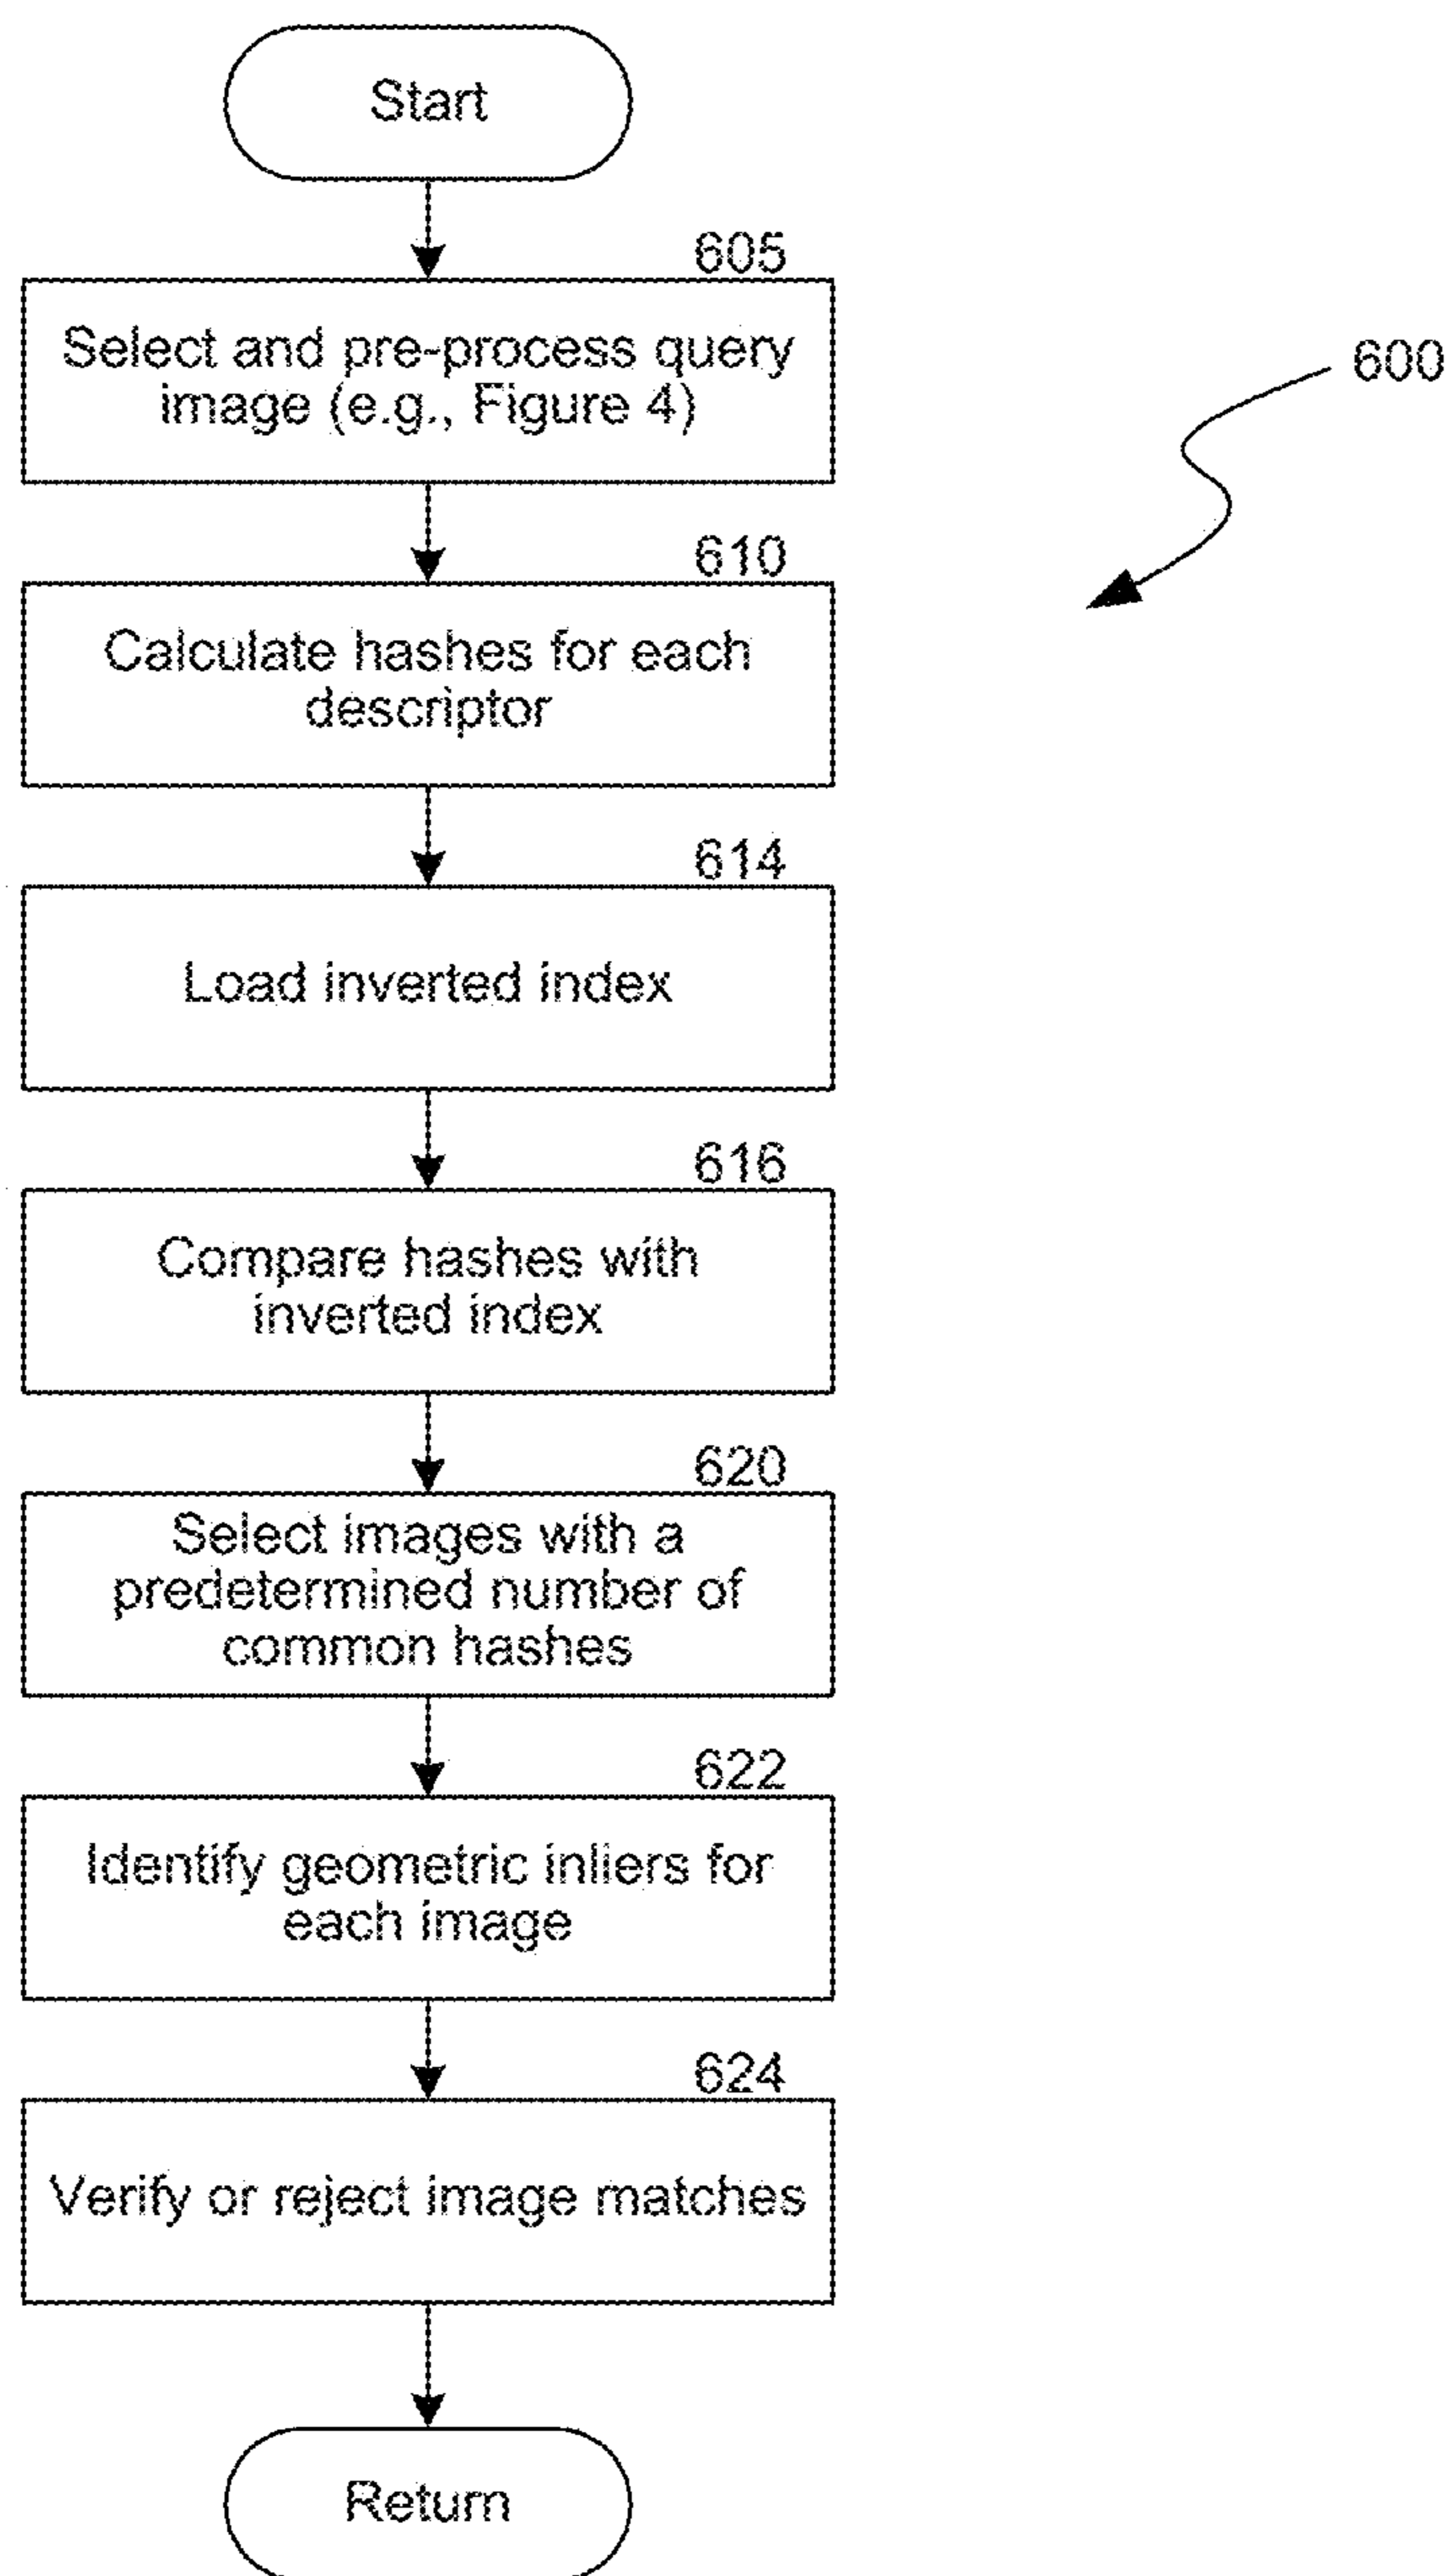 Start
605
Select and pre-process query
image (e.g., Figure 4)
600
610
Calculate hashes for each
descriptor
614
Load inverted index
616
Compare hashes with
inverted index
620
Select images with a
predetermined number of
common hashes
622
Identify geometric inliers for
each image
624
Verify or reject image matches
Return